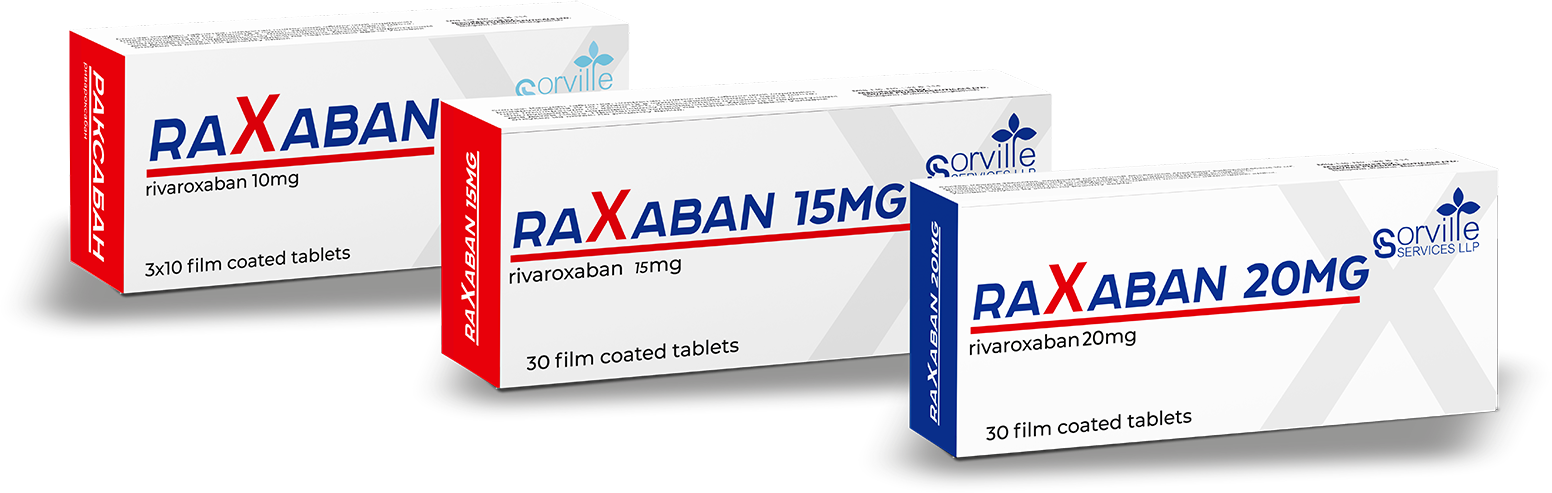 РАКСАБАН
ривароксабан
RAXABAN
rivaroxaban 10mg
3x10 film coated tablets
Sorville
RAXABAN 15MG
RAXABAN 15MG
rivaroxaban 15mg
30 film coated tablets
Sorville
SERVICES LLP
RAXABAN 20MG
RAXABAN 20MG
rivaroxaban 20mg
30 film coated tablets
Sorville
SERVICES LLP